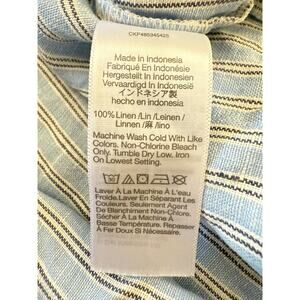 CKP485345425
Made in Indonesia
Fabriqué En Indonésie
Hergestellt in Indonesien
Vervaardigd in Indonesië
インドネシア製
hecho en indonesia
100% Linen /Lin /Leinen /
Linnen /麻 /lino
Machine Wash Cold With Like
Colors. Non-Chlorine Bleach
Only. Tumble Dry Low. Iron
On Lowest Setting.
Laver À La Machine À L'eau
Froide. Laver En Séparant Les
Couleurs. Seulement Agent
De Blanchiment Non-Chloré.
Séchage À La Machine À
Basse Température. Repasser
À Fer Doux Si Nécessaire.